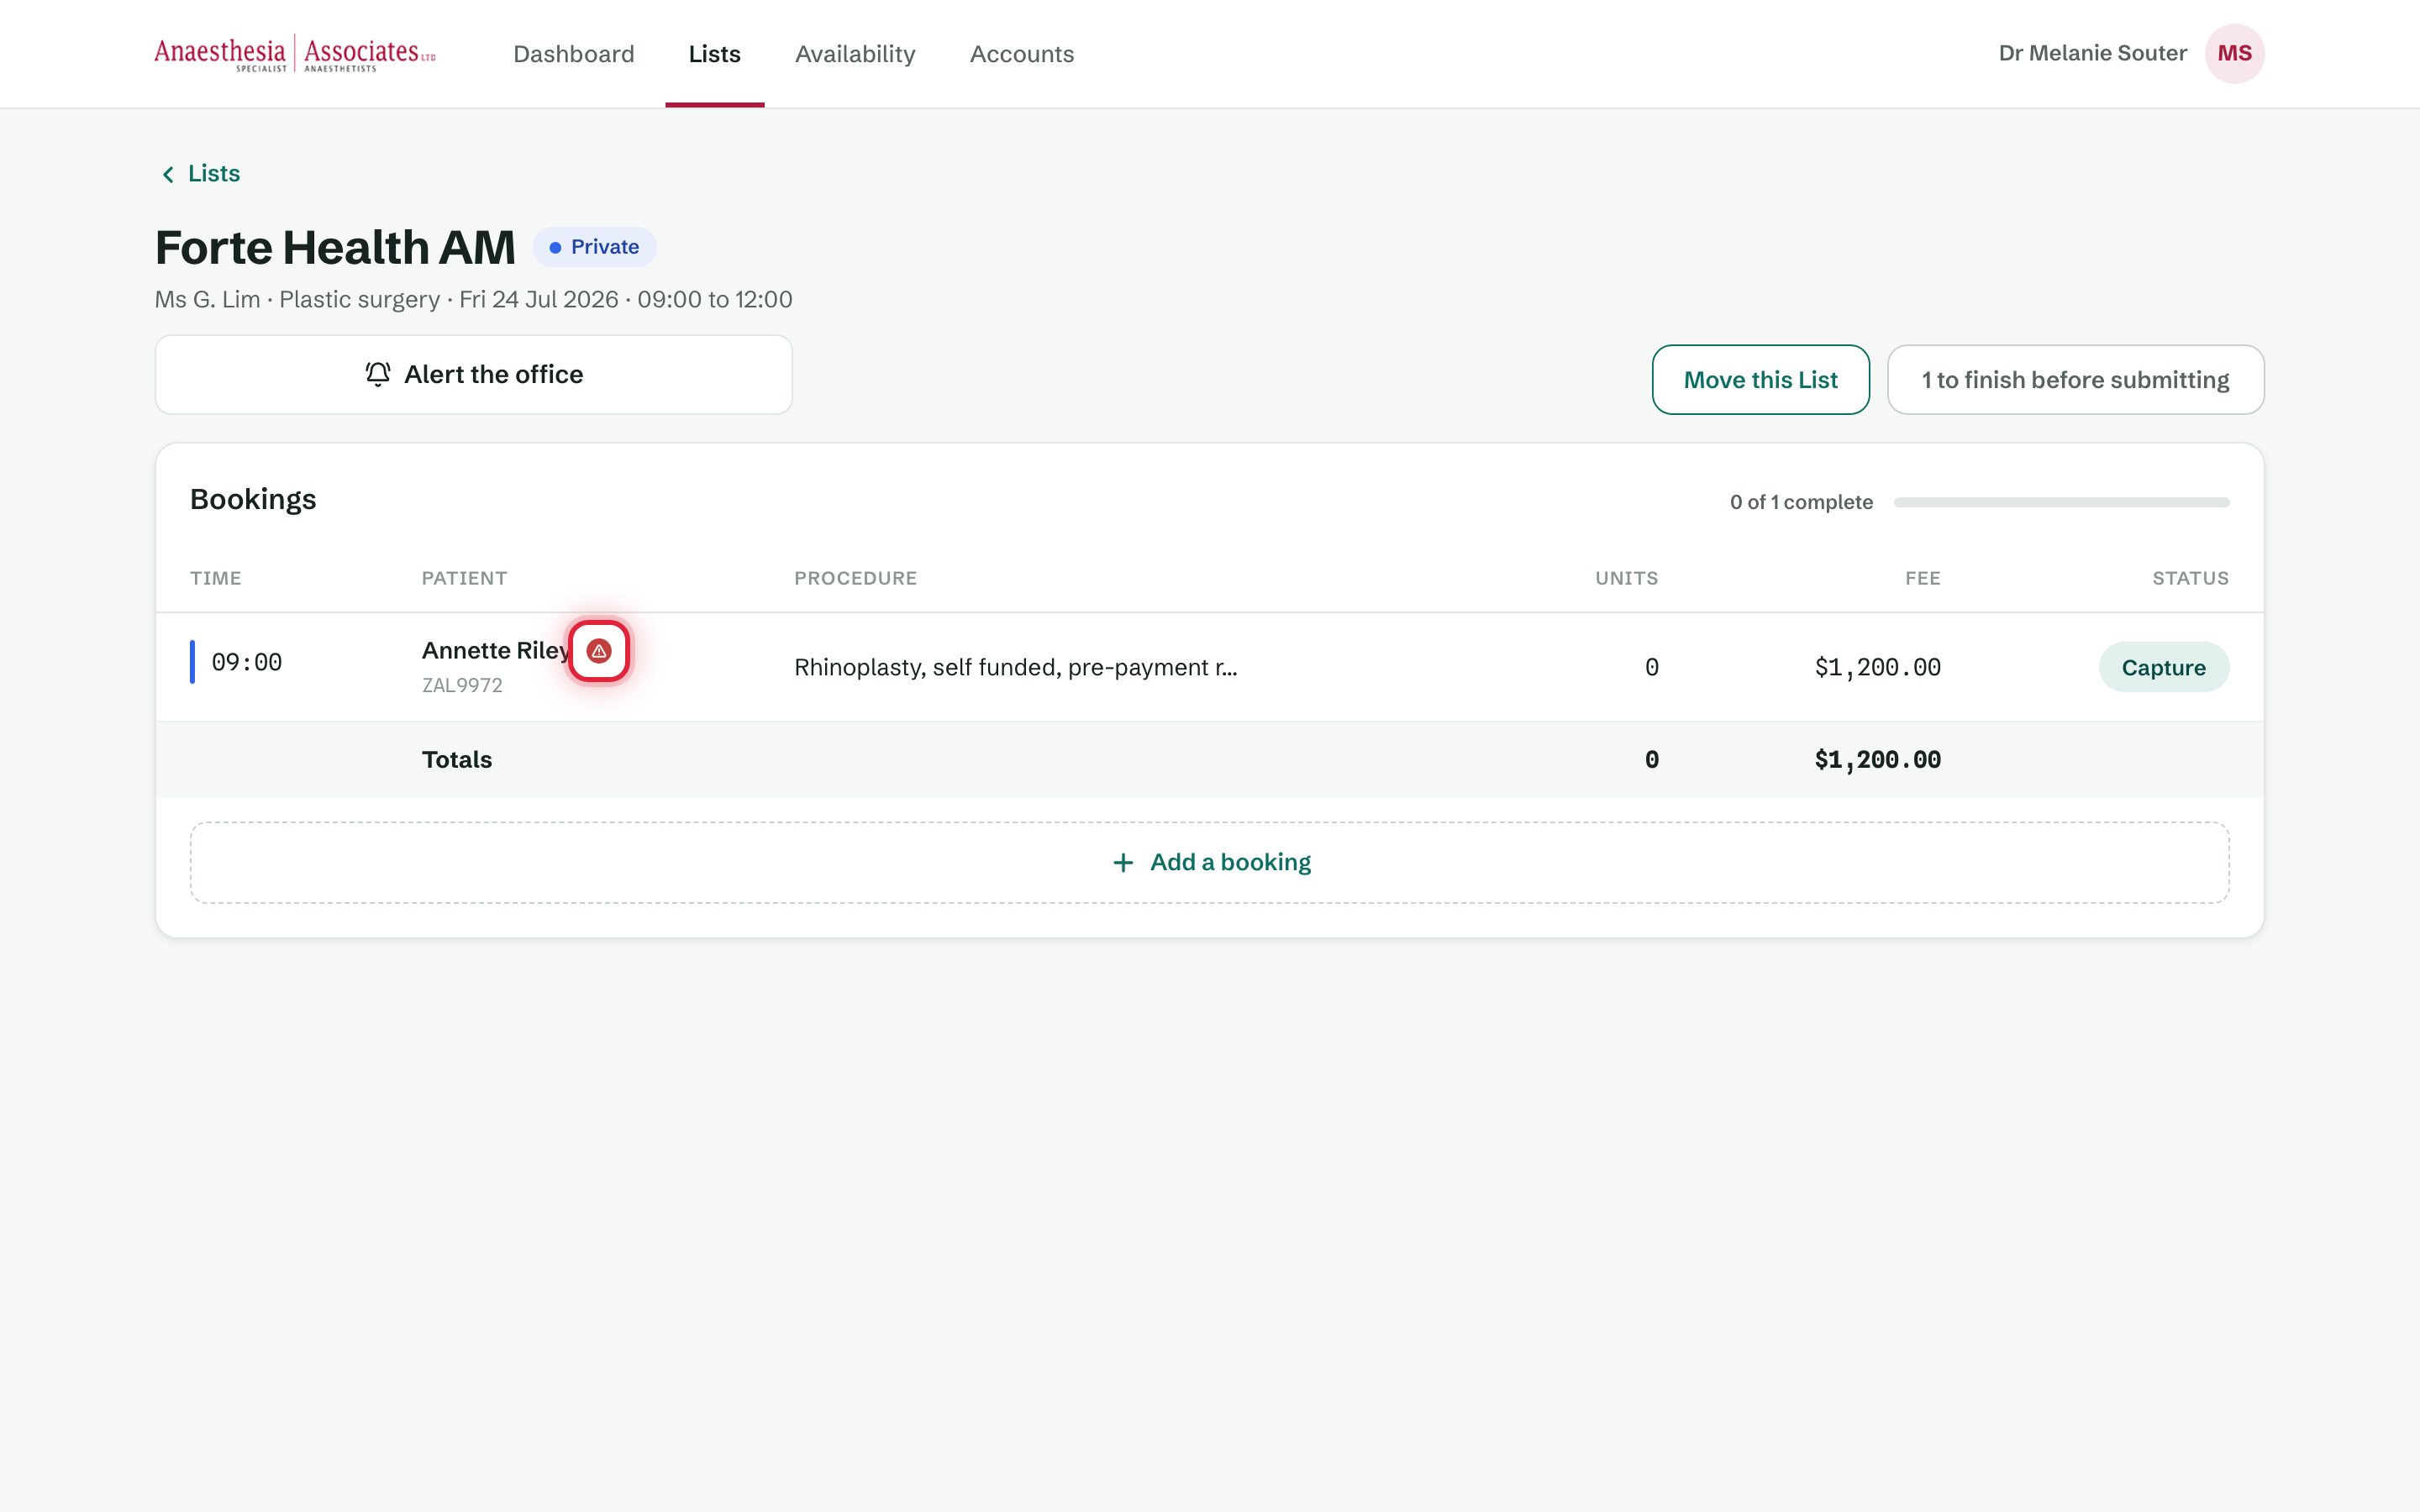 Anaesthesia | Associates LTD
SPECIALIST ANAESTHETISTS
Dashboard
Lists
Availability
Accounts
Dr Melanie Souter
MS
Lists
Forte Health AM
Private
Ms G. Lim · Plastic surgery · Fri 24 Jul 2026 · 09:00 to 12:00
Alert the office
Move this List
1 to finish before submitting
Bookings
0 of 1 complete
TIME PATIENT PROCEDURE UNITS FEE STATUS
09:00 Annette Riley Rhinoplasty, self funded, pre-payment r... 0 $1,200.00 Capture
ZAL9972
Totals 0 $1,200.00
+ Add a booking